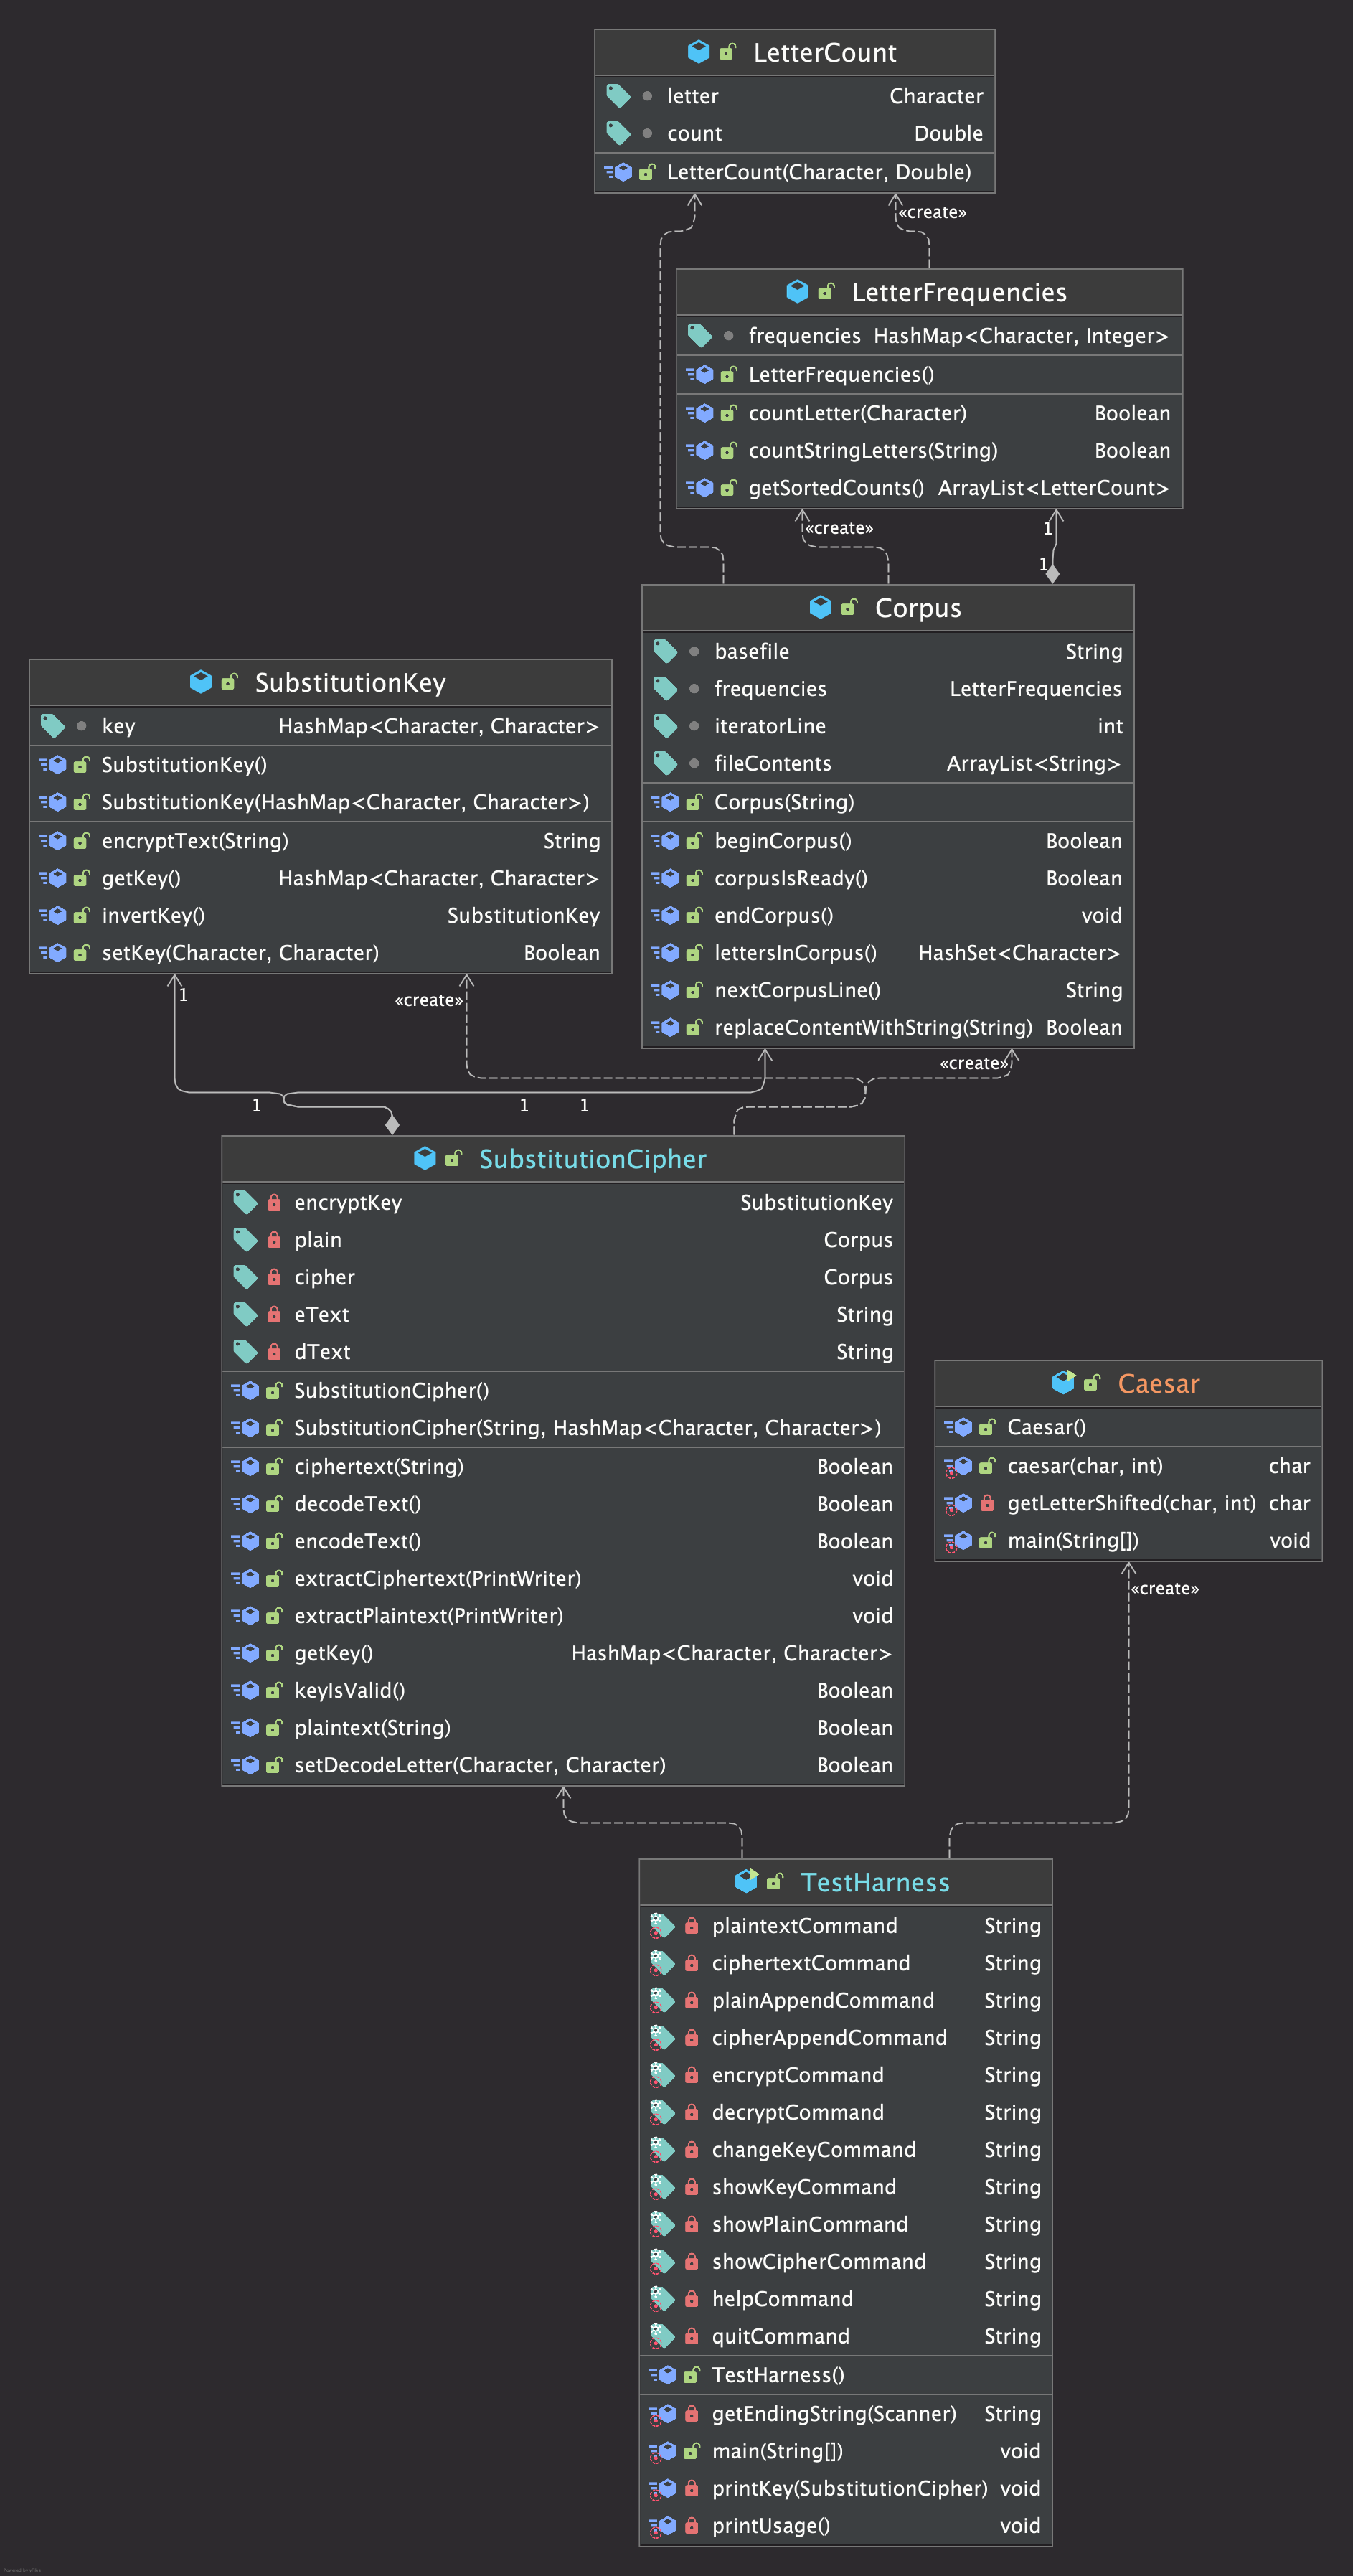 LetterCount
letter Character
count Double
LetterCount(Character, Double)
«create»
LetterFrequencies
frequencies HashMap<Character, Integer>
LetterFrequencies()
countLetter(Character) Boolean
countStringLetters(String) Boolean
getSortedCounts() ArrayList<LetterCount>
«create»
1
1
Corpus
basefile String
frequencies LetterFrequencies
iteratorLine int
fileContents ArrayList<String>
Corpus(String)
beginCorpus() Boolean
corpusIsReady() Boolean
endCorpus() void
lettersInCorpus() HashSet<Character>
nextCorpusLine() String
replaceContentWithString(String) Boolean
SubstitutionKey
key HashMap<Character, Character>
SubstitutionKey()
SubstitutionKey(HashMap<Character, Character>)
encryptText(String) String
getKey() HashMap<Character, Character>
invertKey() SubstitutionKey
setKey(Character, Character) Boolean
1
«create»
«create»
1 1 1
SubstitutionCipher
encryptKey SubstitutionKey
plain Corpus
cipher Corpus
eText String
dText String
SubstitutionCipher()
SubstitutionCipher(String, HashMap<Character, Character>)
ciphertext(String) Boolean
decodeText() Boolean
encodeText() Boolean
extractCiphertext(PrintWriter) void
extractPlaintext(PrintWriter) void
getKey() HashMap<Character, Character>
keyIsValid() Boolean
plaintext(String) Boolean
setDecodeLetter(Character, Character) Boolean
Caesar
Caesar()
caesar(char, int) char
getLetterShifted(char, int) char
main(String[]) void
«create»
TestHarness
plaintextCommand String
ciphertextCommand String
plainAppendCommand String
cipherAppendCommand String
encryptCommand String
decryptCommand String
changeKeyCommand String
showKeyCommand String
showPlainCommand String
showCipherCommand String
helpCommand String
quitCommand String
TestHarness()
getEndingString(Scanner) String
main(String[]) void
printKey(SubstitutionCipher) void
printUsage() void
Powered by yFiles